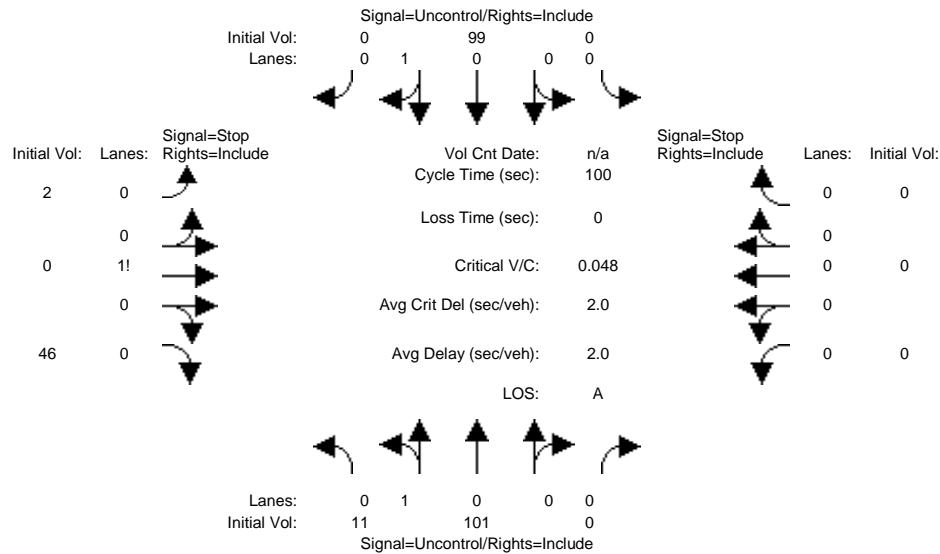 Signal=Uncontrol/Rights=Include
Initial Vol: 0 99 0
Lanes: 0 1 0 0 0
Signal=Stop Signal=Stop
Initial Vol: Lanes: Rights=Include Vol Cnt Date: n/a Rights=Include Lanes: Initial Vol:
Cycle Time (sec): 100
2 0 0 0
Loss Time (sec): 0
0 0
0 1! Critical V/C: 0.048 0 0
0 Avg Crit Del (sec/veh): 2.0 0
46 0 Avg Delay (sec/veh): 2.0 0 0
LOS: A
Lanes: 0 1 0 0 0
Initial Vol: 11 101 0
Signal=Uncontrol/Rights=Include